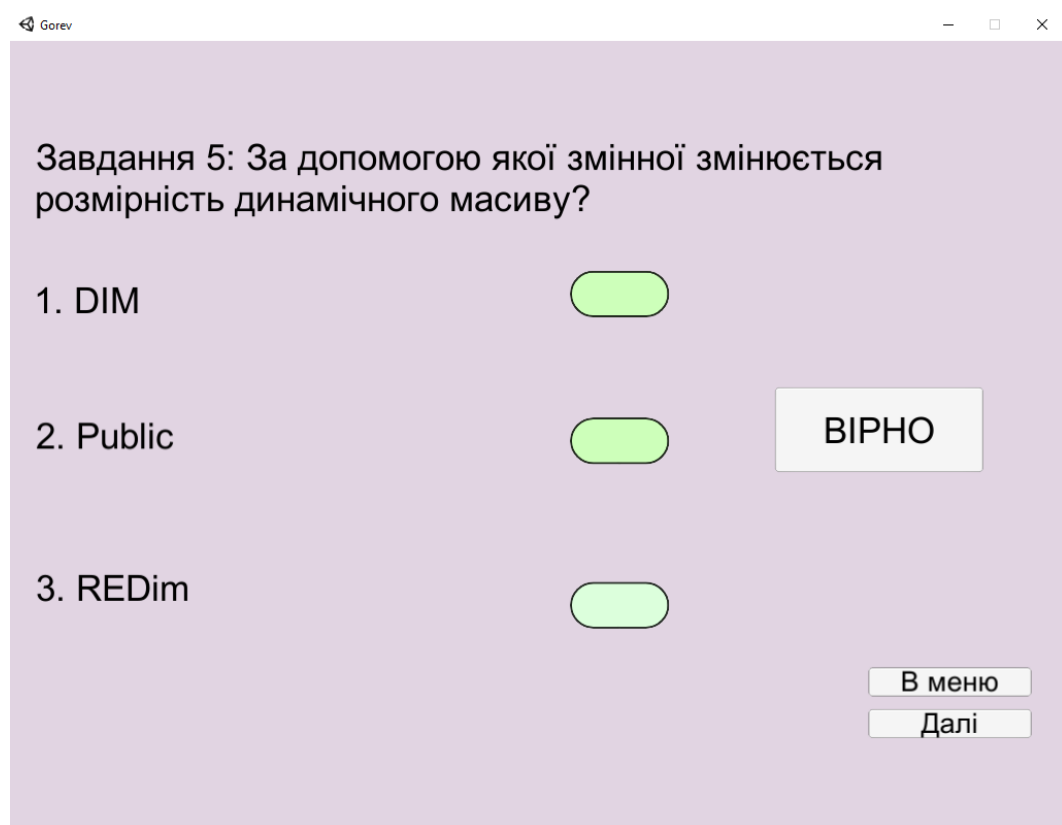 Gorev
Завдання 5: За допомогою якої змінної змінюється
розмірність динамічного масиву?
1. DIM
2. Public
ВІРНО
3. REDim
В меню
Далі